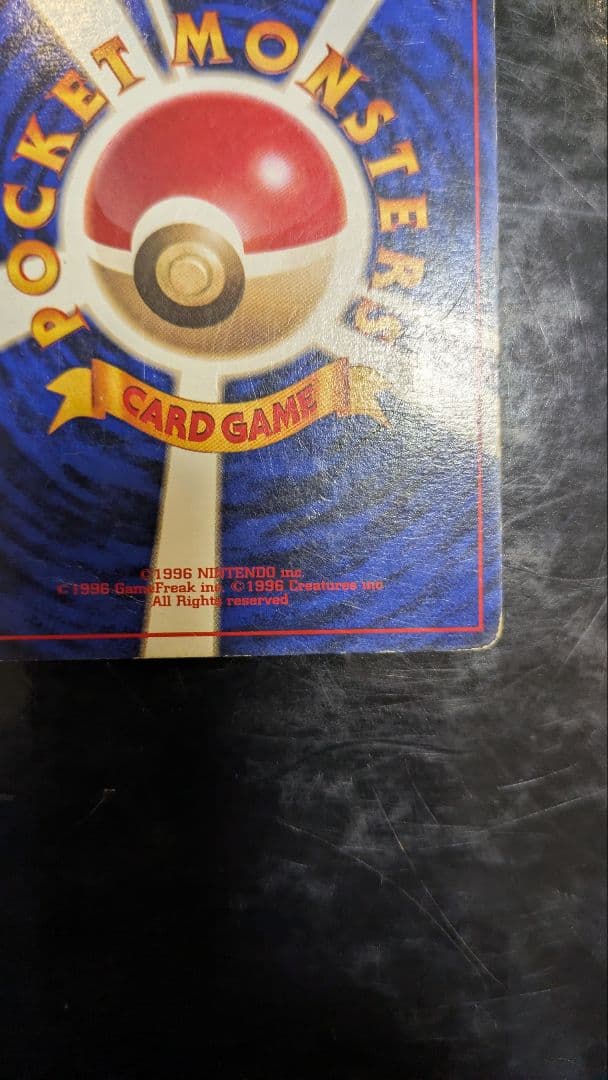 POCKET MONSTERS
CARD GAME
©1996 NINTENDO inc.
©1996 GameFreak inc. ©1996 Creatures inc.
All Rights reserved